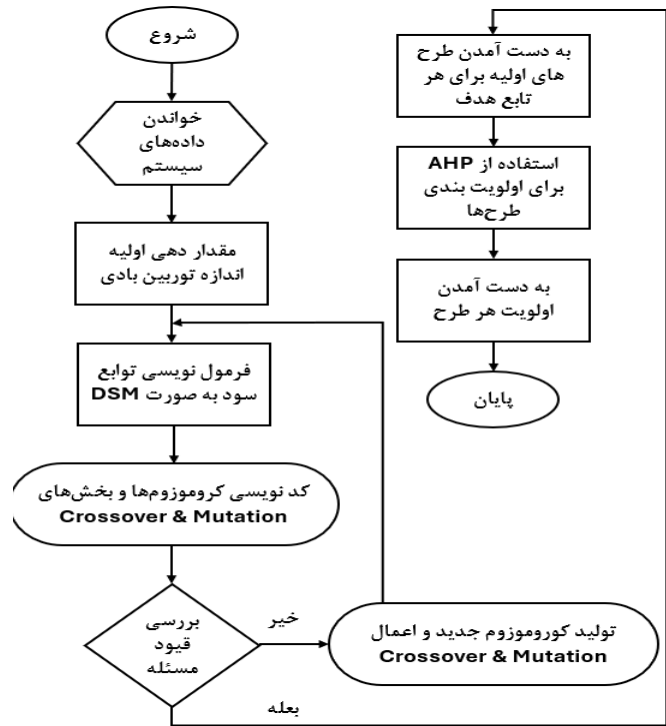 شروع
خواندن
داده‌های
سیستم
مقدار دهی اولیه
اندازه توربین بادی
فرمول نویسی توابع
سود به صورت DSM
کد نویسی کروموزوم‌ها و بخش‌های
Crossover & Mutation
بررسی
قیود
مسئله
خیر
تولید کوروموزوم جدید و اعمال
Crossover & Mutation
بعله
به دست آمدن طرح
های اولیه برای هر
تابع هدف
استفاده از AHP
برای اولویت بندی
طرح‌ها
به دست آمدن
اولویت هر طرح
پایان